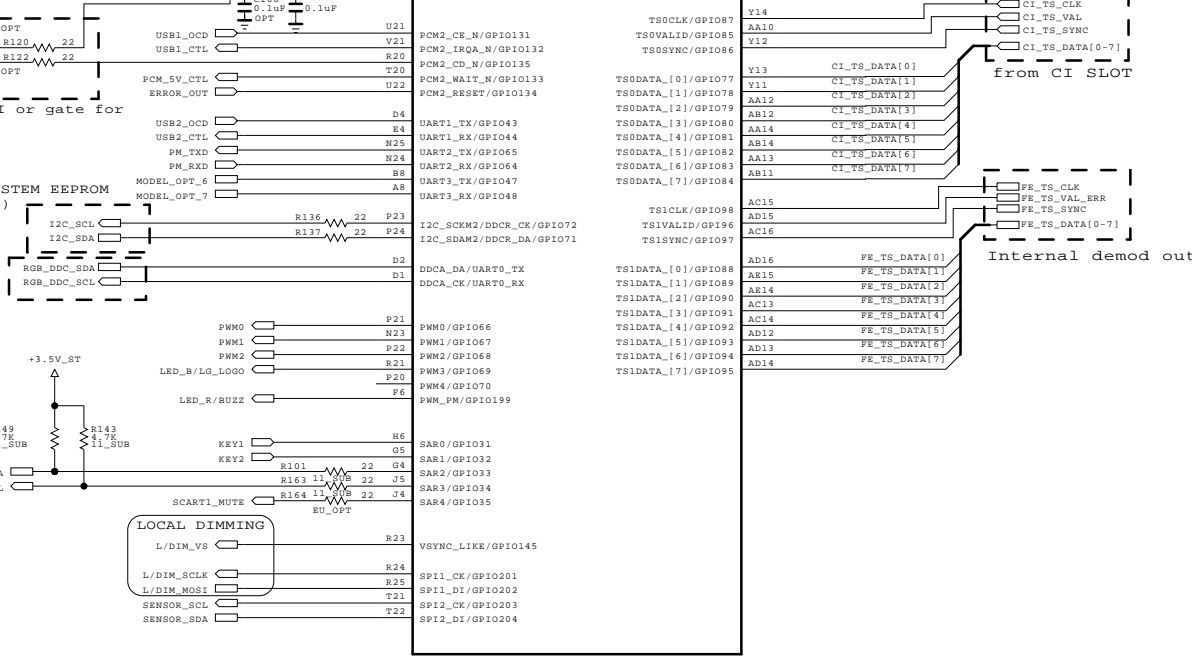 0.1uF
OPT
0.1uF
OPT
R120 22
R122 22
OPT
I or gate for
USB1_OCD U21 PCM2_CE_N/GPIO131
USB1_CTL V21 PCM2_IRQA_N/GPIO132
R20 PCM2_CD_N/GPIO135
PCM_5V_CTL T20 PCM2_WAIT_N/GPIO133
ERROR_OUT U22 PCM2_RESET/GPIO134
USB2_OCD D4 UART1_TX/GPIO43
USB2_CTL E4 UART1_RX/GPIO44
PM_TXD N25 UART2_TX/GPIO65
PM_RXD N24 UART2_RX/GPIO64
MODEL_OPT_6 B8 UART3_TX/GPIO47
MODEL_OPT_7 A8 UART3_RX/GPIO48
STEM EEPROM
)
I2C_SCL R136 22 P23 I2C_SCKM2/DDCR_CK/GPIO72
I2C_SDA R137 22 P24 I2C_SDAM2/DDCR_DA/GPIO71
RGB_DDC_SDA D2 DDCA_DA/UART0_TX
RGB_DDC_SCL D1 DDCA_CK/UART0_RX
PWM0 P21 PWM0/GPIO66
PWM1 N23 PWM1/GPIO67
PWM2 P22 PWM2/GPIO68
LED_B/LG_LOGO R21 PWM3/GPIO69
P20 PWM4/GPIO70
LED_R/BUZZ F6 PWM_PM/GPIO199
+3.5V_ST
49
7K
_SUB
R143
4.7K
11_SUB
KEY1 H6 SAR0/GPIO31
KEY2 G5 SAR1/GPIO32
A R101 22 G4 SAR2/GPIO33
11_SUB
L R163 22 J5 SAR3/GPIO34
11_SUB
SCART1_MUTE R164 22 J4 SAR4/GPIO35
EU_OPT
LOCAL DIMMING
L/DIM_VS R23 VSYNC_LIKE/GPIO145
L/DIM_SCLK R24 SPI1_CK/GPIO201
L/DIM_MOSI R25 SPI1_DI/GPIO202
SENSOR_SCL T21 SPI2_CK/GPIO203
SENSOR_SDA T22 SPI2_DI/GPIO204
TS0CLK/GPIO87 Y14 CI_TS_CLK
TS0VALID/GPIO85 AA10 CI_TS_VAL
TS0SYNC/GPIO86 Y12 CI_TS_SYNC
CI_TS_DATA[0-7]
from CI SLOT
TS0DATA_[0]/GPIO77 Y13 CI_TS_DATA[0]
TS0DATA_[1]/GPIO78 Y11 CI_TS_DATA[1]
TS0DATA_[2]/GPIO79 AA12 CI_TS_DATA[2]
TS0DATA_[3]/GPIO80 AB12 CI_TS_DATA[3]
TS0DATA_[4]/GPIO81 AA14 CI_TS_DATA[4]
TS0DATA_[5]/GPIO82 AB14 CI_TS_DATA[5]
TS0DATA_[6]/GPIO83 AA13 CI_TS_DATA[6]
TS0DATA_[7]/GPIO84 AB11 CI_TS_DATA[7]
TS1CLK/GPIO98 AC15 FE_TS_CLK
TS1VALID/GPI96 AD15 FE_TS_VAL_ERR
TS1SYNC/GPIO97 AC16 FE_TS_SYNC
FE_TS_DATA[0-7]
Internal demod out
TS1DATA_[0]/GPIO88 AD16 FE_TS_DATA[0]
TS1DATA_[1]/GPIO89 AE15 FE_TS_DATA[1]
TS1DATA_[2]/GPIO90 AE14 FE_TS_DATA[2]
TS1DATA_[3]/GPIO91 AC13 FE_TS_DATA[3]
TS1DATA_[4]/GPIO92 AC14 FE_TS_DATA[4]
TS1DATA_[5]/GPIO93 AD12 FE_TS_DATA[5]
TS1DATA_[6]/GPIO94 AD13 FE_TS_DATA[6]
TS1DATA_[7]/GPIO95 AD14 FE_TS_DATA[7]